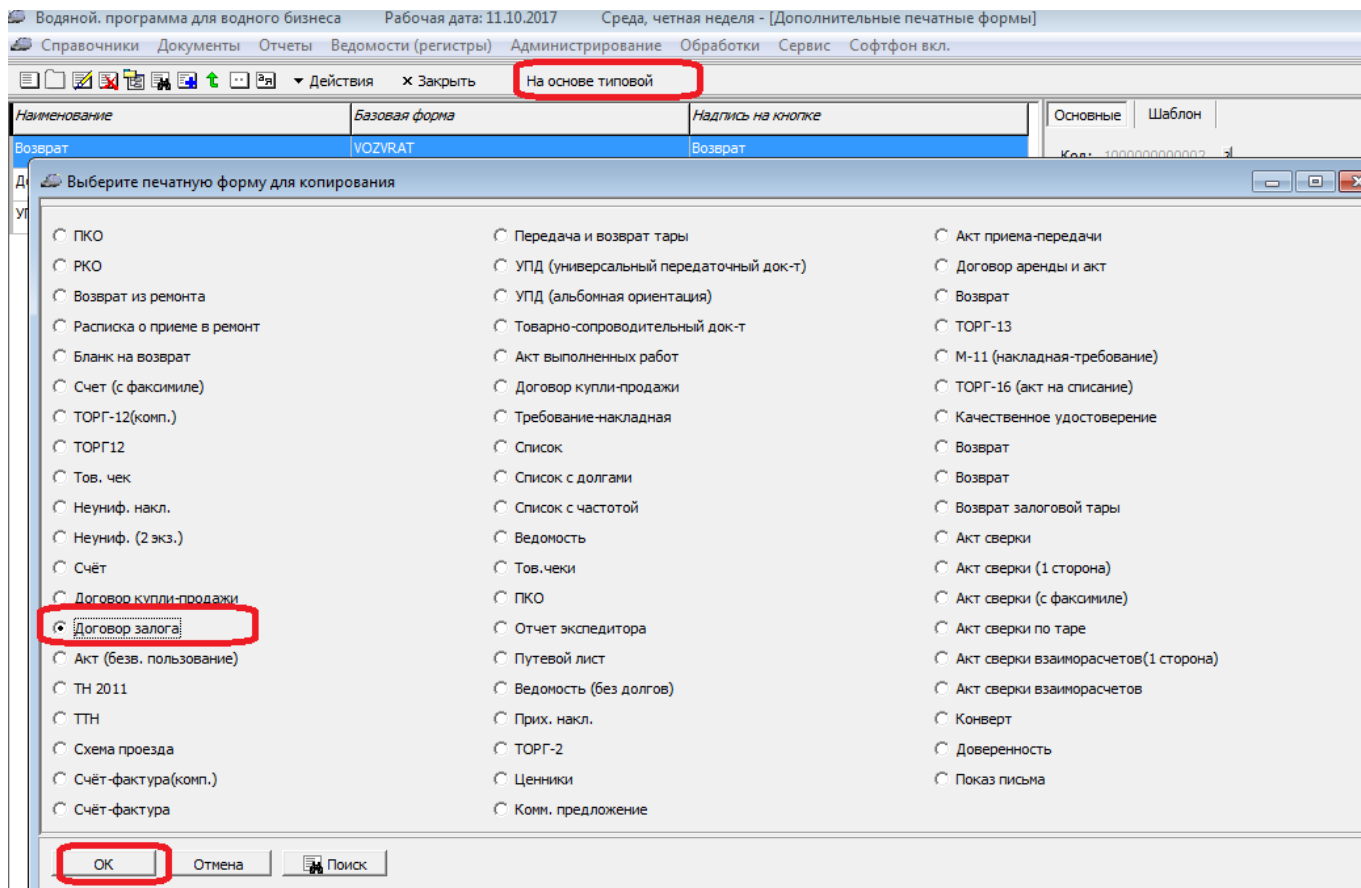 Водяной. программа для водного бизнеса Рабочая дата: 11.10.2017 Среда, четная неделя - [Дополнительные печатные формы]
Справочники Документы Отчеты Ведомости (регистры) Администрирование Обработки Сервис Софтфон вкл.
Действия × Закрыть На основе типовой
Наименование Базовая форма Надпись на кнопке Основные Шаблон
Возврат VOZVRAT Возврат Код: 1000000000002
Выберите печатную форму для копирования
ПКО Передача и возврат тары Акт приема-передачи
РКО УПД (универсальный передаточный док-т) Договор аренды и акт
Возврат из ремонта УПД (альбомная ориентация) Возврат
Расписка о приеме в ремонт Товарно-сопроводительный док-т ТОРГ-13
Бланк на возврат Акт выполненных работ М-11 (накладная-требование)
Счет (с факсимиле) Договор купли-продажи ТОРГ-16 (акт на списание)
ТОРГ-12(комп.) Требование-накладная Качественное удостоверение
ТОРГ12 Список Возврат
Тов. чек Список с долгами Возврат
Неуниф. накл. Список с частотой Возврат залоговой тары
Неуниф. (2 экз.) Ведомость Акт сверки
Счёт Тов.чеки Акт сверки (1 сторона)
Договор купли-продажи ПКО Акт сверки (с факсимиле)
Договор залога Отчет экспедитора Акт сверки по таре
Акт (безв. пользование) Путевой лист Акт сверки взаиморасчетов(1 сторона)
ТН 2011 Ведомость (без долгов) Акт сверки взаиморасчетов
ТТН Прих. накл. Конверт
Схема проезда ТОРГ-2 Доверенность
Счёт-фактура(комп.) Ценники Показ письма
Счёт-фактура Комм. предложение
ОК Отмена Поиск